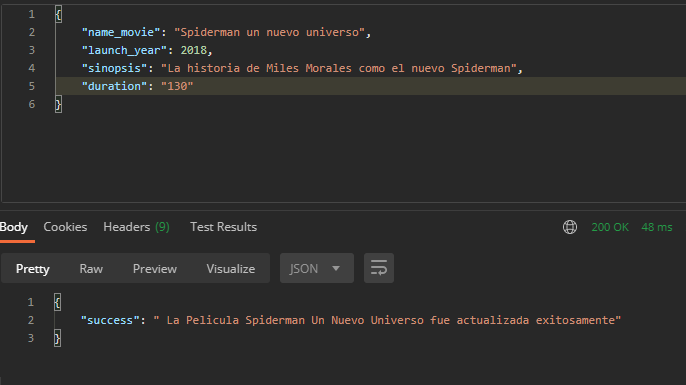 1 {
2 "name_movie": "Spiderman un nuevo universo",
3 "launch_year": 2018,
4 "sinopsis": "La historia de Miles Morales como el nuevo Spiderman",
5 "duration": "130"
6 }
Body Cookies Headers (9) Test Results 200 OK 48 ms
Pretty Raw Preview Visualize JSON
1 {
2 "success": " La Pelicula Spiderman Un Nuevo Universo fue actualizada exitosamente"
3 }